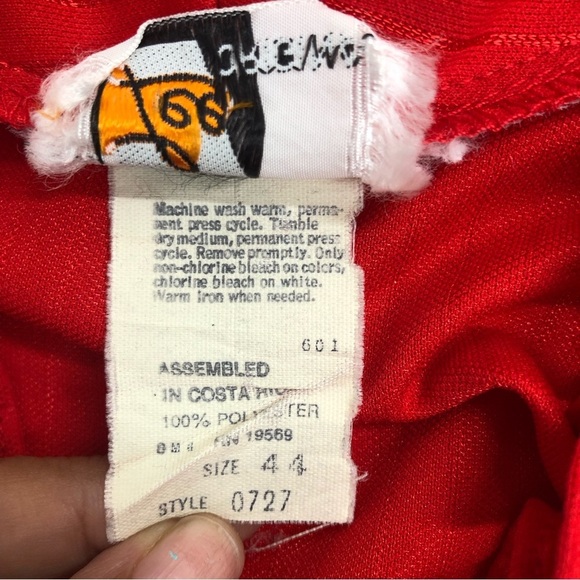 Machine wash warm, perma-
nent press cycle. Tumble
dry medium, permanent press
cycle. Remove promptly. Only
non-chlorine bleach on colors,
chlorine bleach on white.
Warm iron when needed.
601
ASSEMBLED
IN COSTA
100% POLYESTER
19569
SIZE 44
STYLE 0727